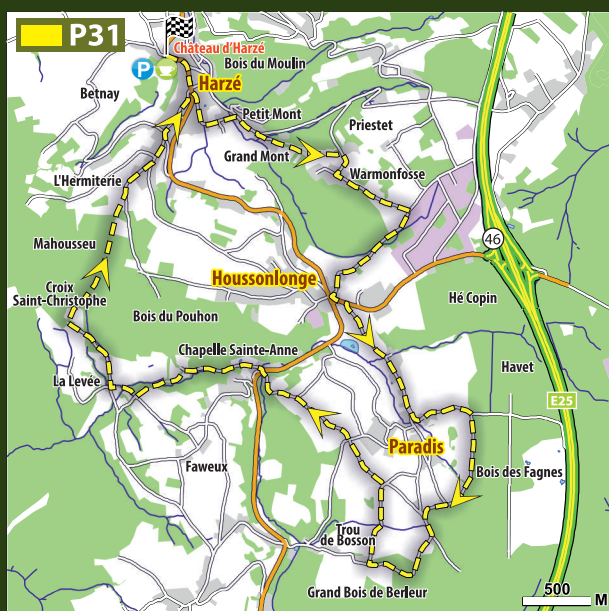 P31
Château d'Harzé
P
Bois du Moulin
Harzé
Betnay
Petit Mont
Priestet
Grand Mont
Warmonfosse
L'Hermiterie
46
Mahousseu
Houssonlonge
Croix
Saint-Christophe
Hé Copin
Bois du Pouhon
Chapelle Sainte-Anne
Havet
La Levée
E25
Paradis
Faweux
Bois des Fagnes
Trou
de Bosson
Grand Bois de Berleur
500
M